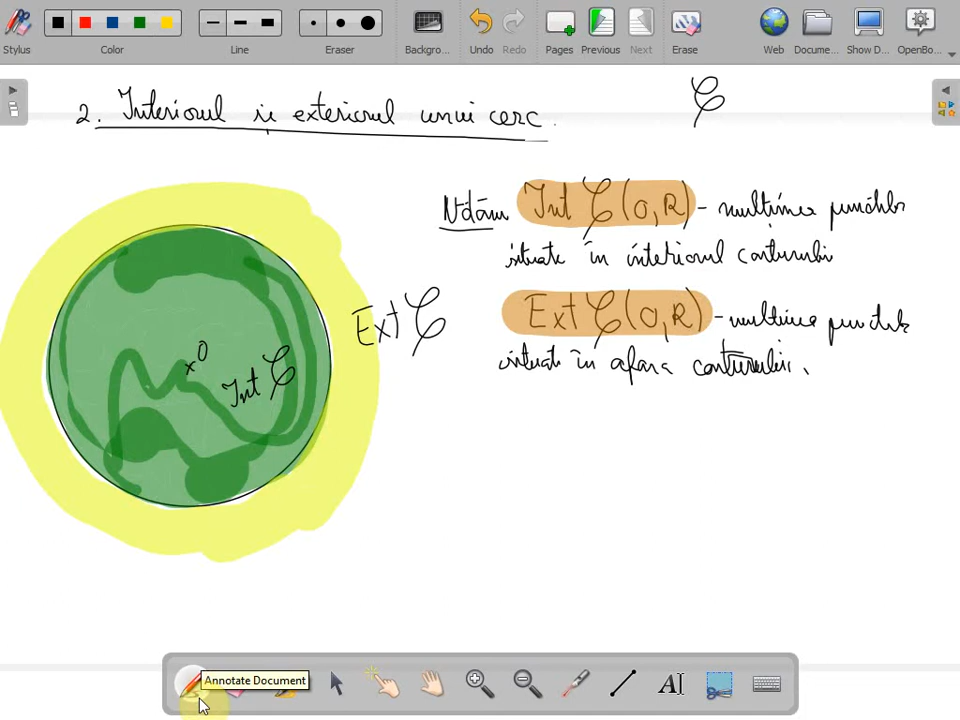 Stylus Color Line Eraser Backgro... Undo Redo Pages Previous Next Erase Web Docume... Show D... OpenBo...
2. Interiorul și exteriorul unui cerc. 𝒞
Notăm Int 𝒞(O,R) - mulțimea punctelor
situate în interiorul conturului
Ext 𝒞
Ext 𝒞(O,R) - mulțimea punctelor
situate în afara conturului.
x O
Int 𝒞
Annotate Document